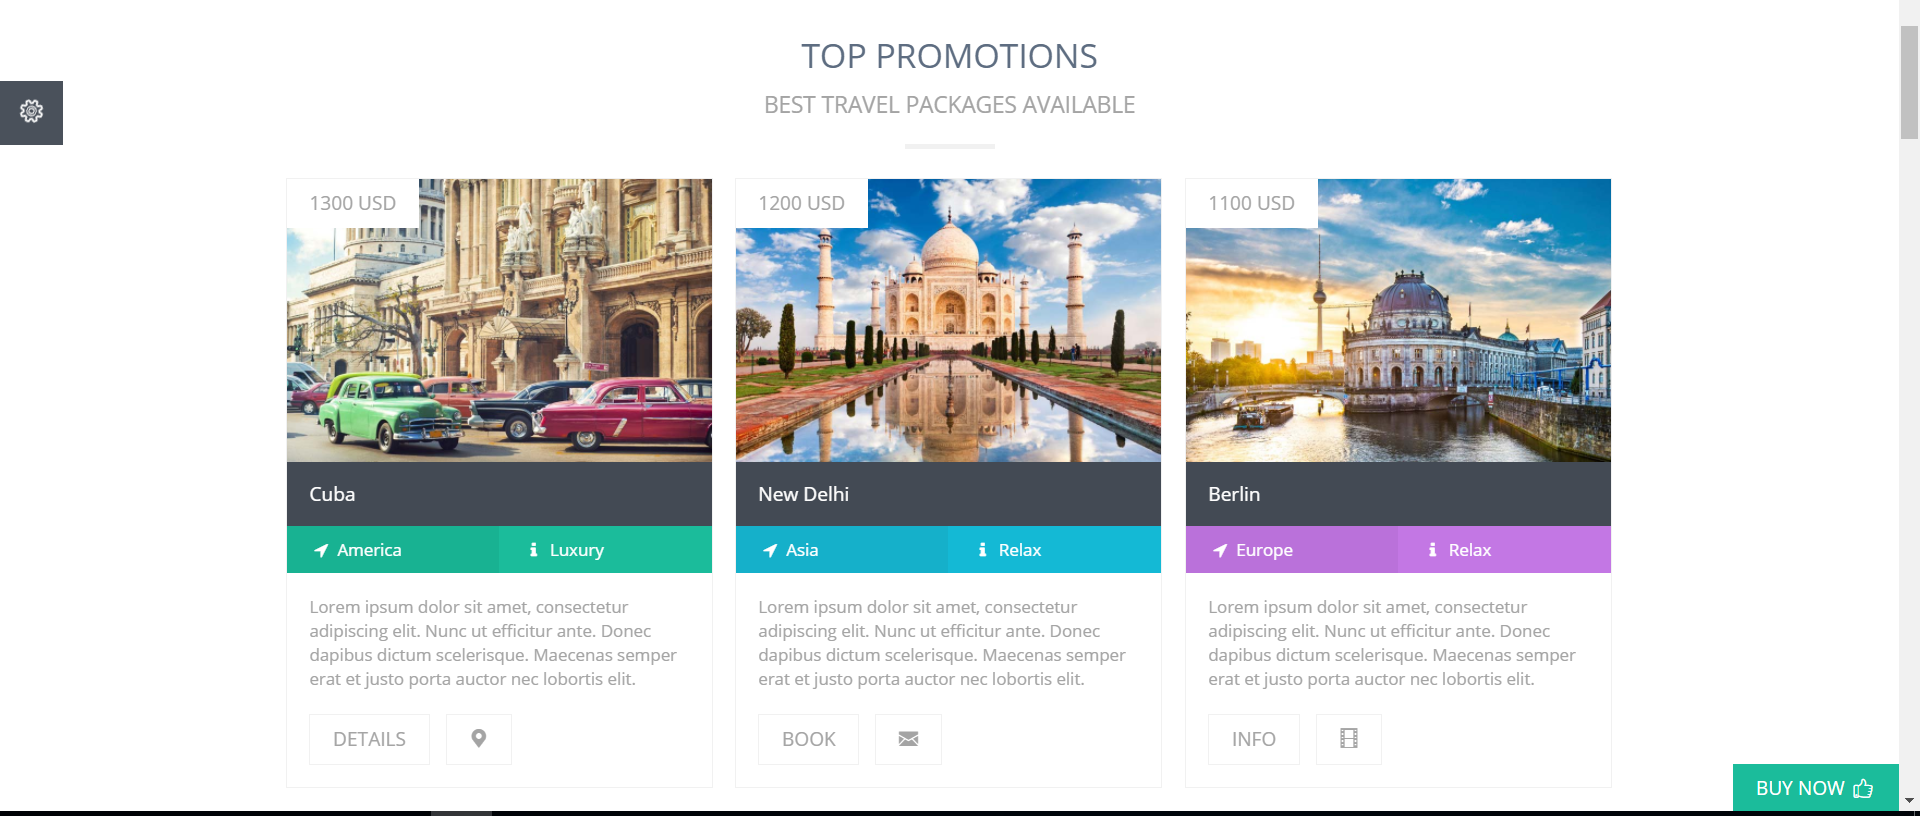 TOP PROMOTIONS
BEST TRAVEL PACKAGES AVAILABLE
1300 USD
Cuba
America
Luxury
Lorem ipsum dolor sit amet, consectetur
adipiscing elit. Nunc ut efficitur ante. Donec
dapibus dictum scelerisque. Maecenas semper
erat et justo porta auctor nec lobortis elit.
DETAILS
1200 USD
New Delhi
Asia
Relax
Lorem ipsum dolor sit amet, consectetur
adipiscing elit. Nunc ut efficitur ante. Donec
dapibus dictum scelerisque. Maecenas semper
erat et justo porta auctor nec lobortis elit.
BOOK
1100 USD
Berlin
Europe
Relax
Lorem ipsum dolor sit amet, consectetur
adipiscing elit. Nunc ut efficitur ante. Donec
dapibus dictum scelerisque. Maecenas semper
erat et justo porta auctor nec lobortis elit.
INFO
BUY NOW